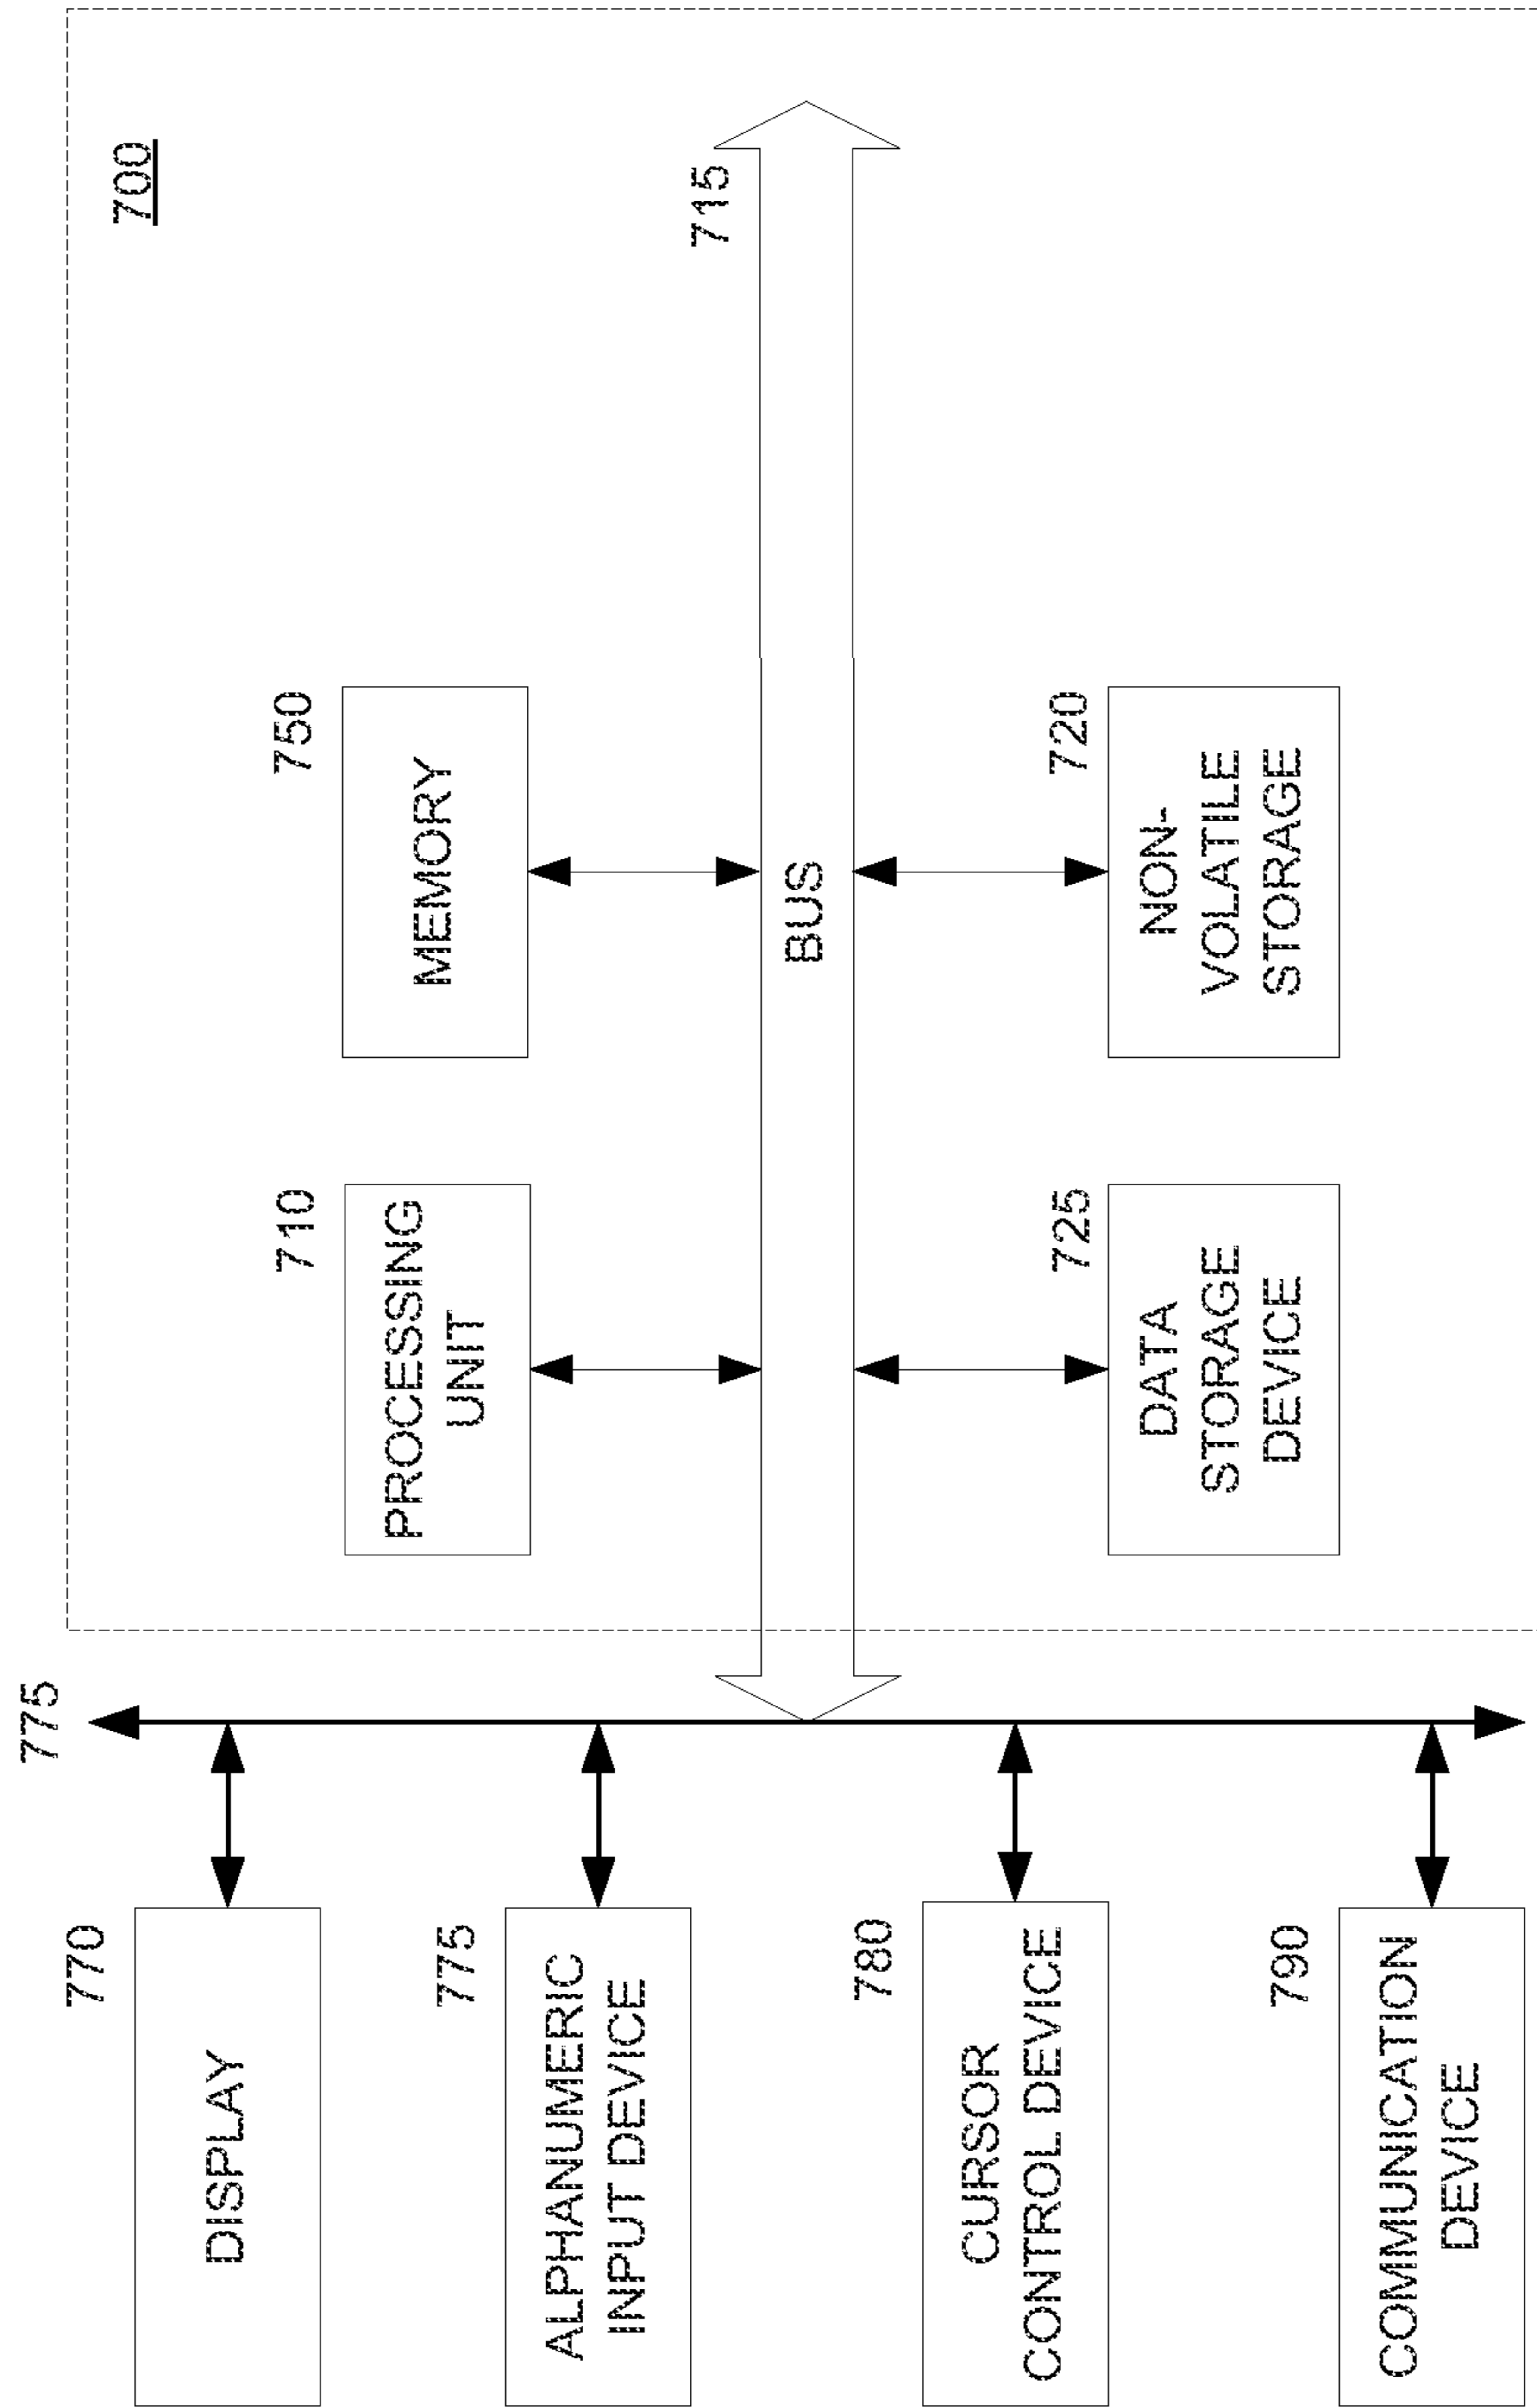 775
770
DISPLAY
775
ALPHANUMERIC
INPUT DEVICE
780
CURSOR
CONTROL DEVICE
790
COMMUNICATION
DEVICE
700
710
PROCESSING
UNIT
750
MEMORY
715
BUS
725
DATA
STORAGE
DEVICE
720
NON-
VOLATILE
STORAGE